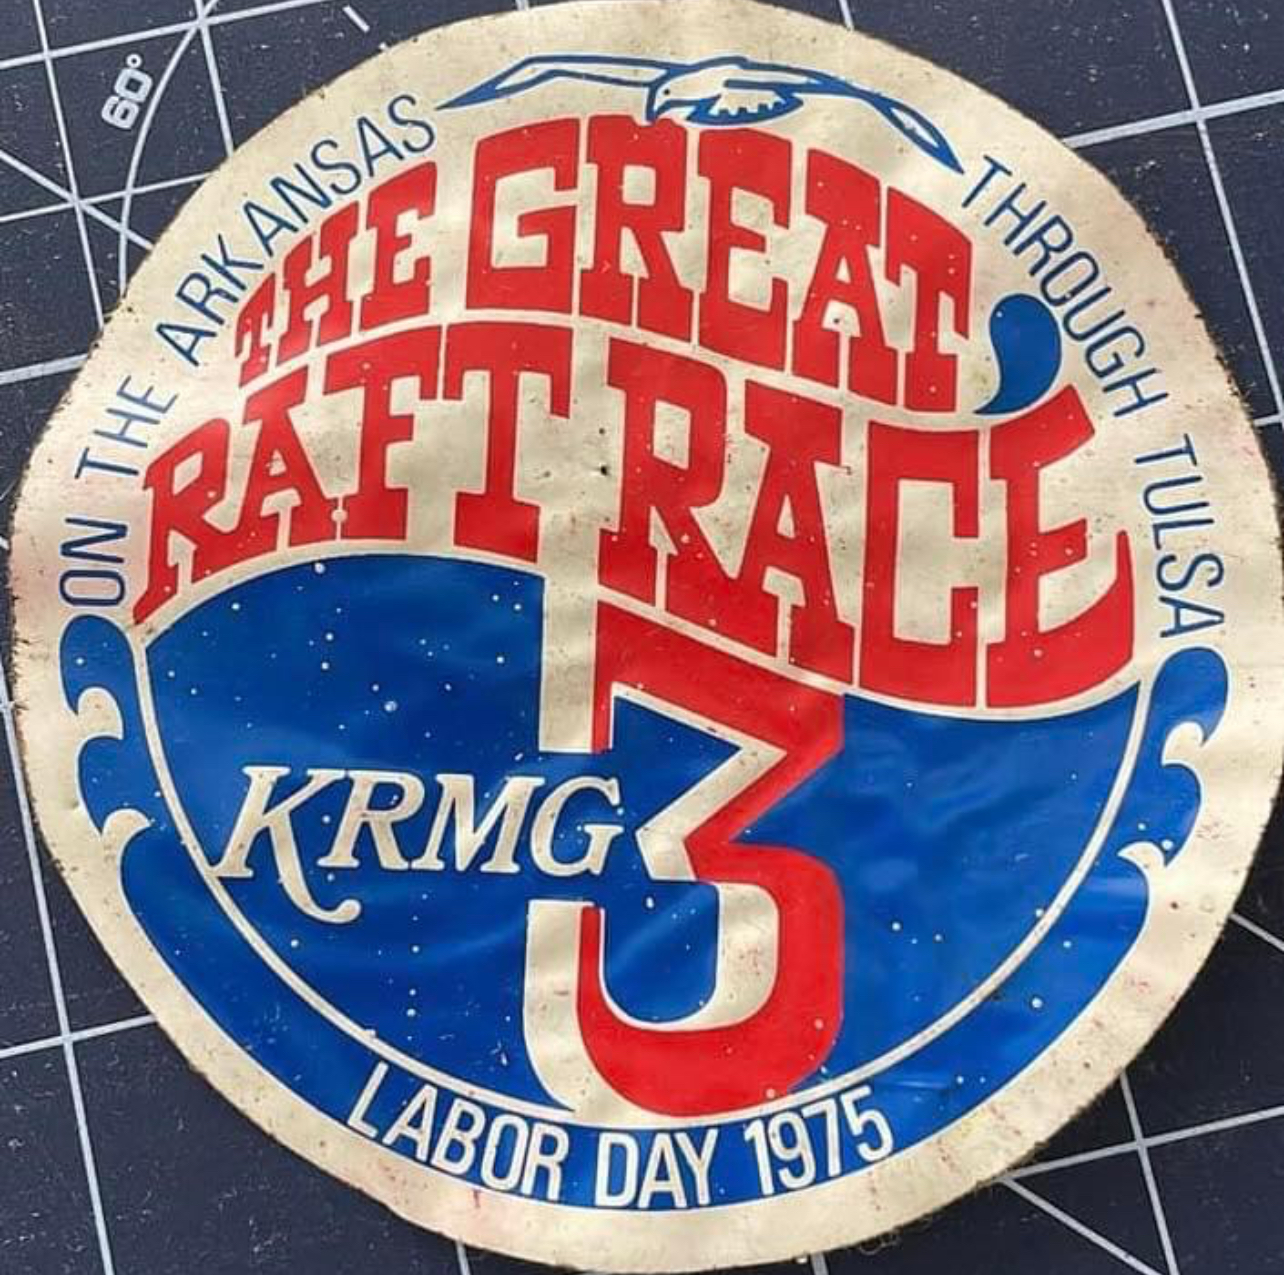 60°
ON THE ARKANSAS
THROUGH TULSA
THE GREAT
RAFT RACE
3
KRMG
LABOR DAY 1975